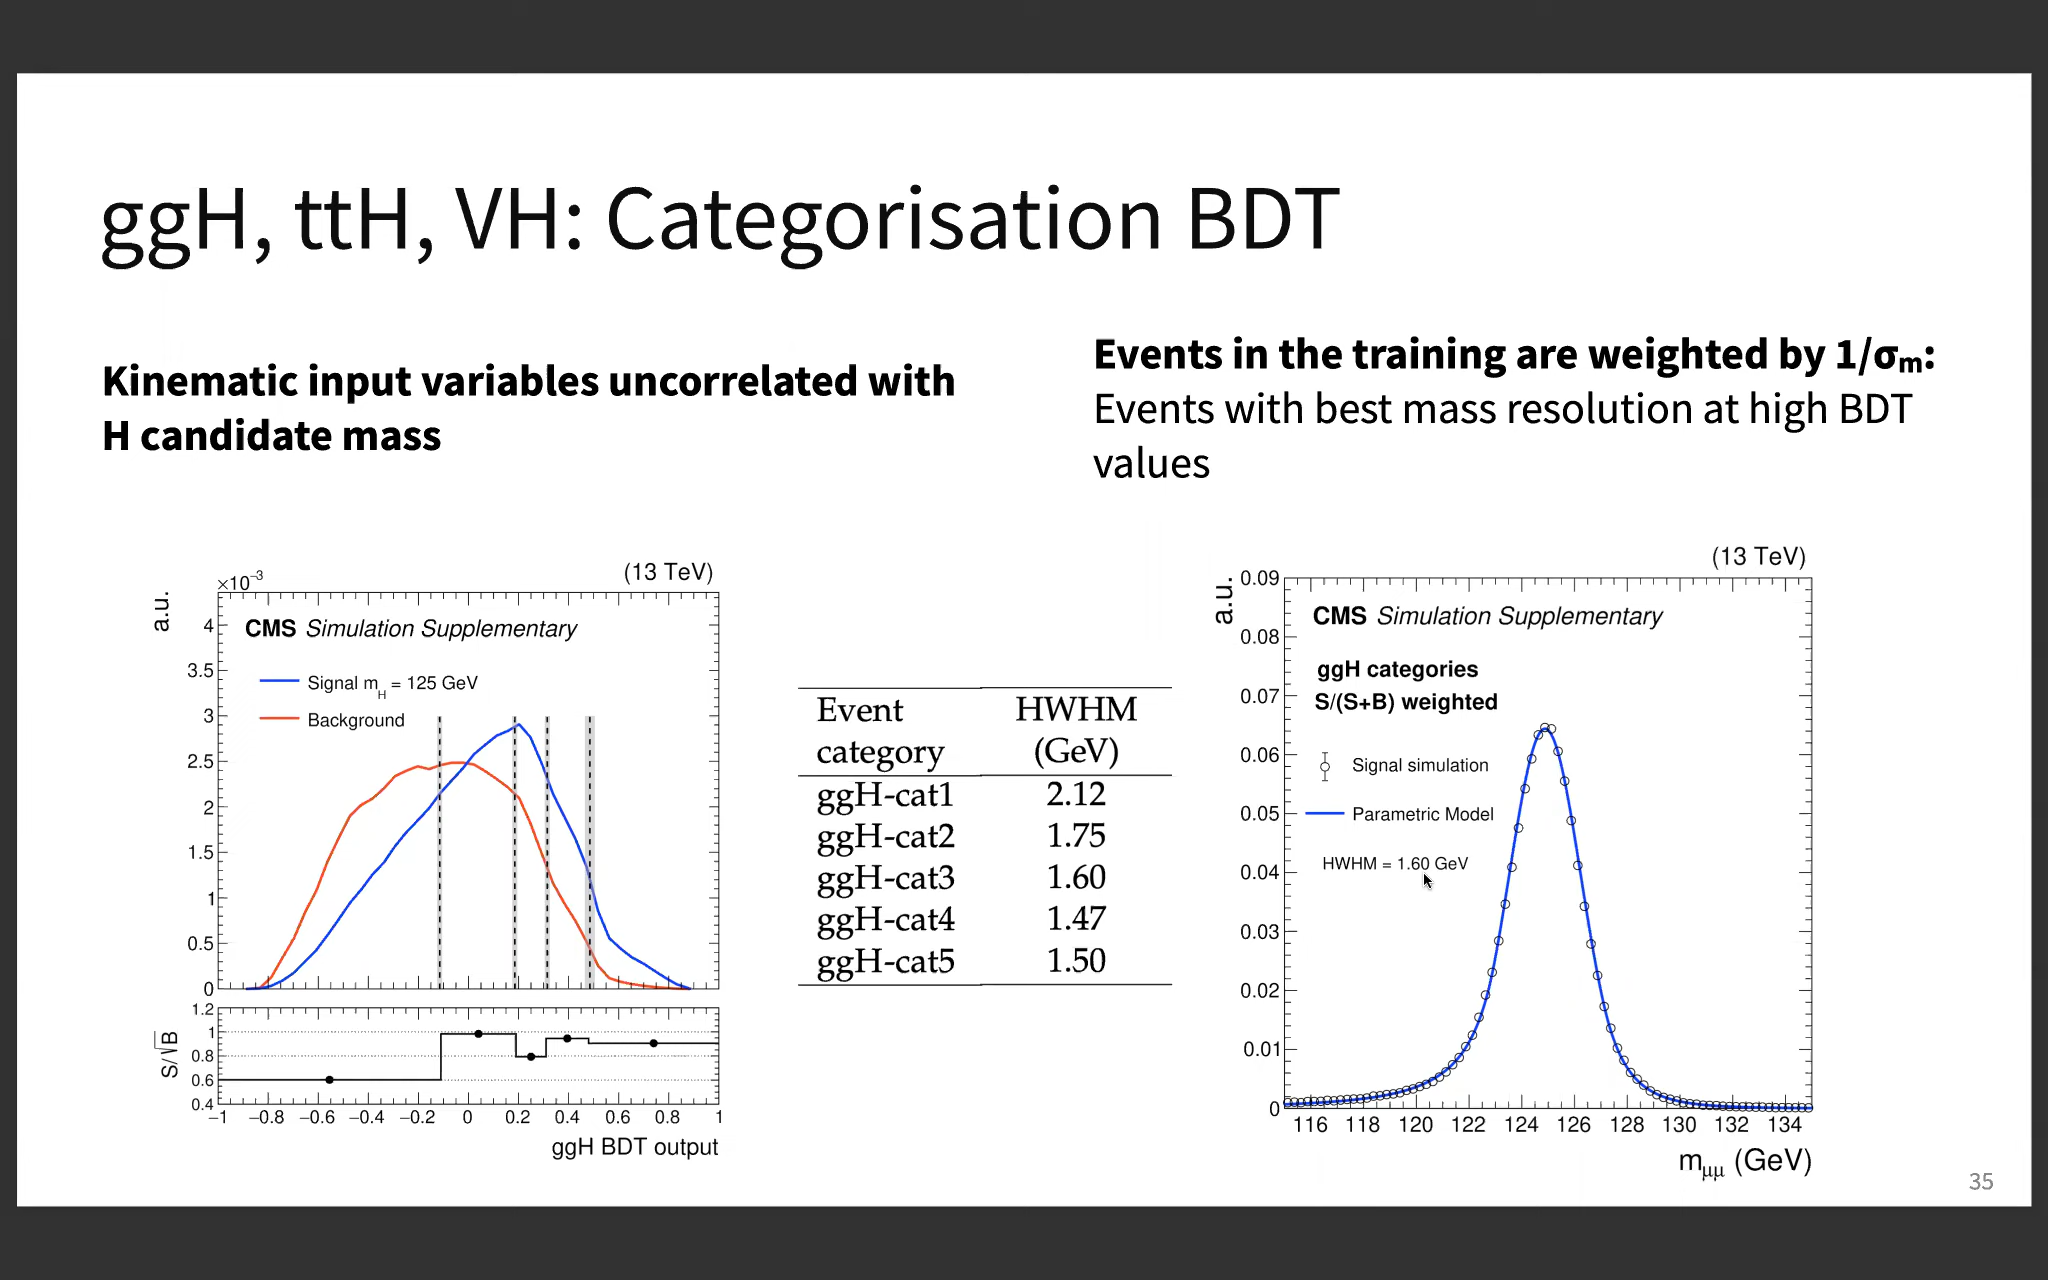 ggH, ttH, VH: Categorisation BDT
Kinematic input variables uncorrelated with
H candidate mass
Events in the training are weighted by 1/σₘ:
Events with best mass resolution at high BDT
values
×10⁻³
(13 TeV)
a.u.
CMS Simulation Supplementary
Signal m_H = 125 GeV
Background
4
3.5
3
2.5
2
1.5
1
0.5
0
S/√B
1.2
1
0.8
0.6
0.4
−1 −0.8 −0.6 −0.4 −0.2 0 0.2 0.4 0.6 0.8 1
ggH BDT output
Event category HWHM (GeV)
ggH-cat1 2.12
ggH-cat2 1.75
ggH-cat3 1.60
ggH-cat4 1.47
ggH-cat5 1.50
(13 TeV)
a.u.
CMS Simulation Supplementary
ggH categories
S/(S+B) weighted
Signal simulation
Parametric Model
HWHM = 1.60 GeV
0.09
0.08
0.07
0.06
0.05
0.04
0.03
0.02
0.01
0
116 118 120 122 124 126 128 130 132 134
m_μμ (GeV)
35